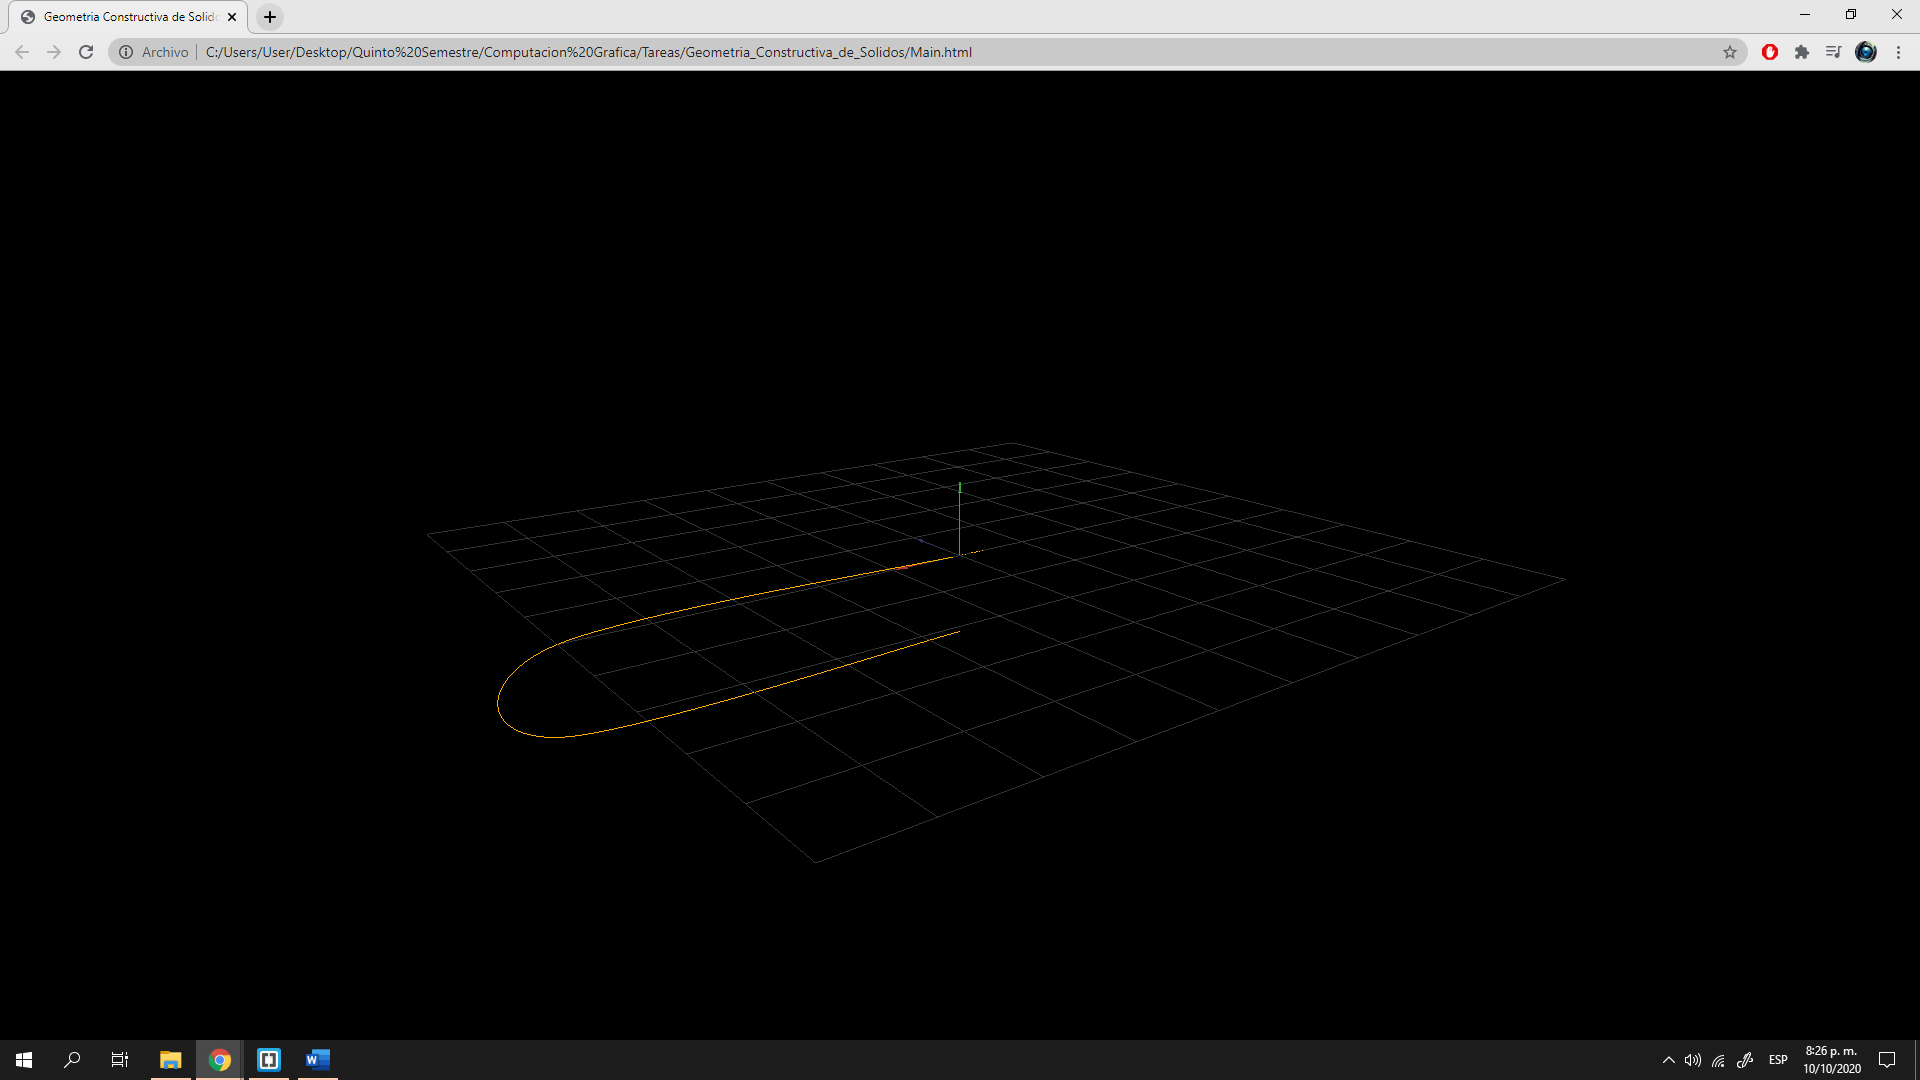 Geometria Constructiva de Solido
Archivo C:/Users/User/Desktop/Quinto%20Semestre/Computacion%20Grafica/Tareas/Geometria_Constructiva_de_Solidos/Main.html
W
ESP
8:26 p. m.
10/10/2020